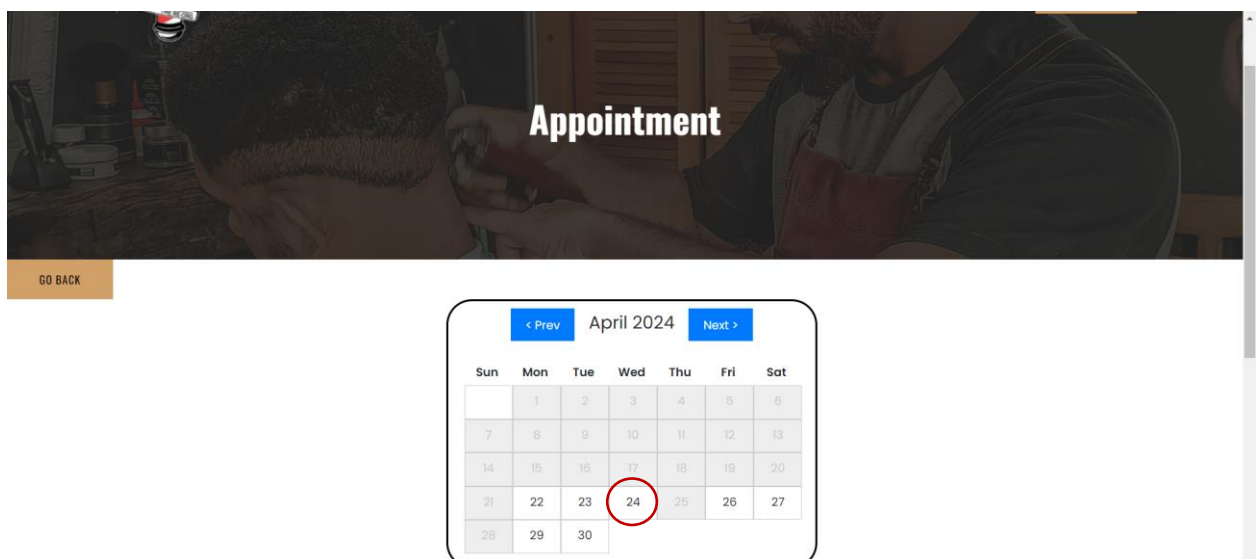 Appointment
GO BACK
< Prev April 2024 Next >
Sun Mon Tue Wed Thu Fri Sat
1 2 3 4 5 6
7 8 9 10 11 12 13
14 15 16 17 18 19 20
21 22 23 24 25 26 27
28 29 30